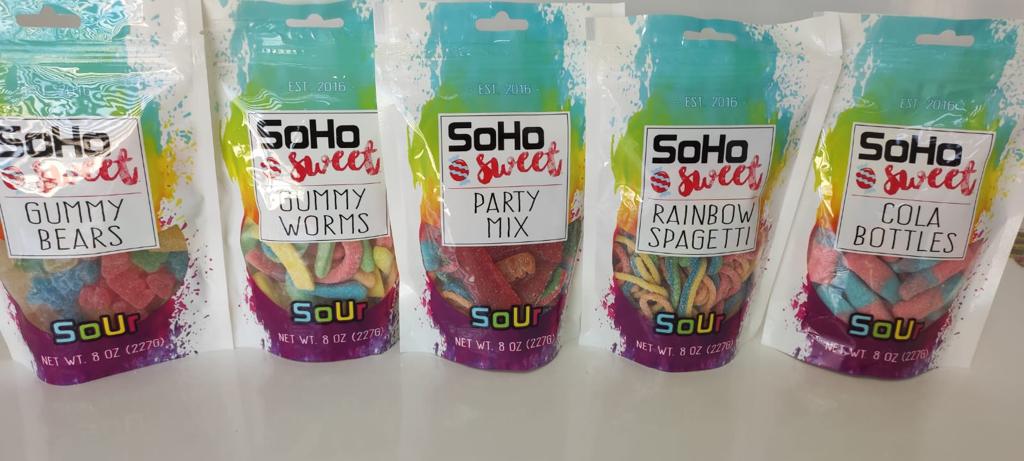 SoHo
sweet
GUMMY
BEARS
SOUr
NET WT. 8 OZ (227G)
EST. 2016
SoHo
sweet
GUMMY
WORMS
SOUr
NET WT. 8 OZ (227G)
EST. 2016
SoHo
sweet
PARTY
MIX
SOUr
NET WT. 8 OZ (227G)
EST. 2016
SoHo
sweet
RAINBOW
SPAGETTI
SOUr
NET WT. 8 OZ (227G)
EST. 2016
SoHo
sweet
COLA
BOTTLES
SOUr
NET WT. 8 OZ (227G)